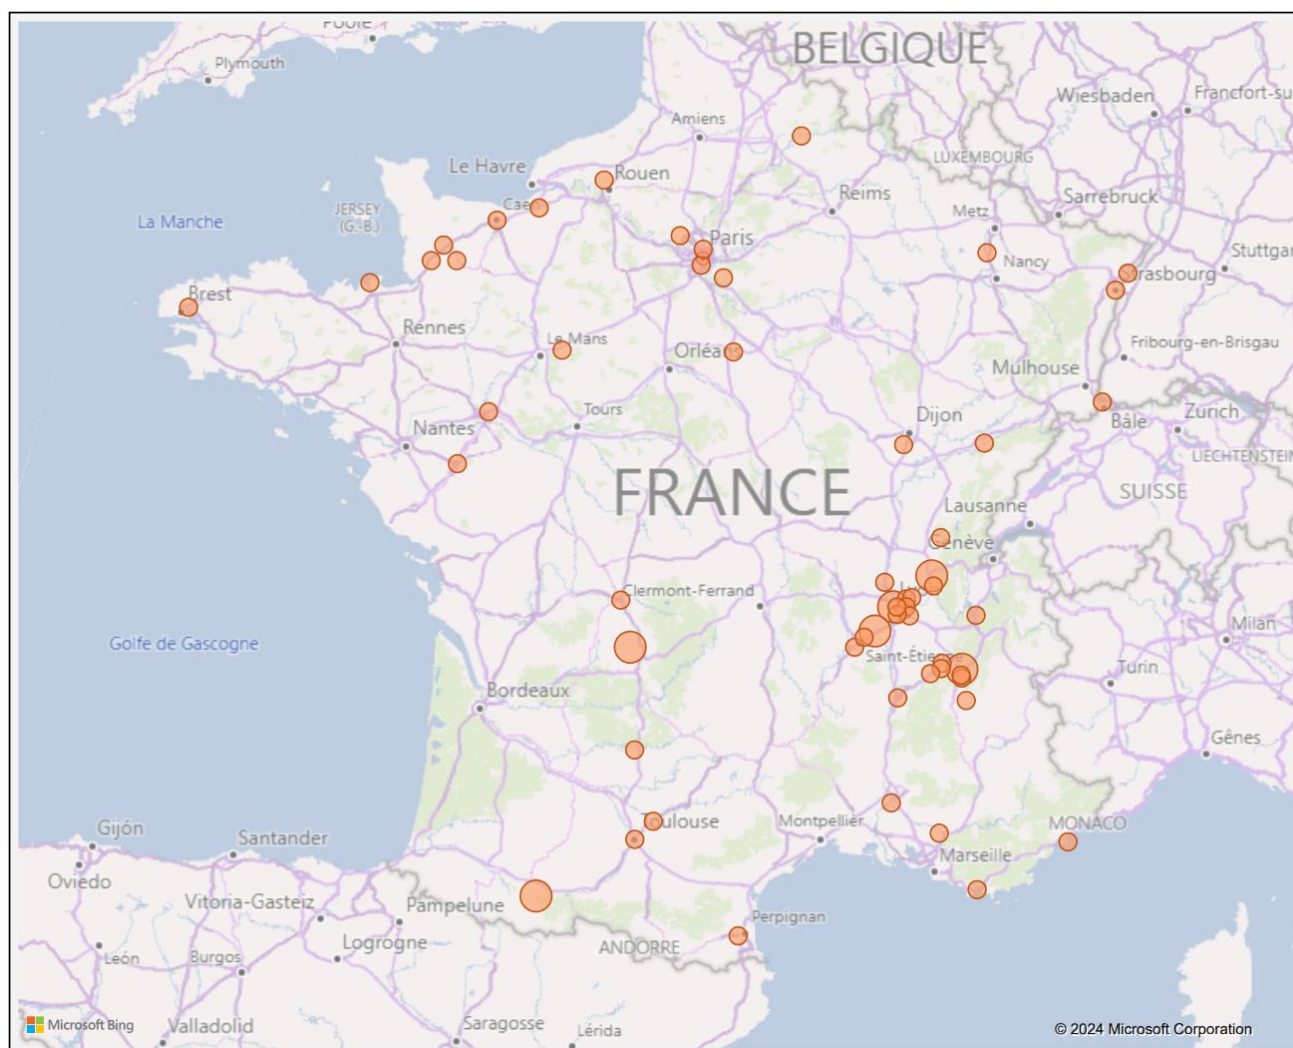 Poole
BELGIQUE
Plymouth
Wiesbaden
Francfort-su
Amiens
LUXEMBOURG
Le Havre
Rouen
Sarrebruck
Reims
JERSEY
(G.-B.)
Caen
Metz
La Manche
Paris
Stuttgar
Nancy
Strasbourg
Brest
Rennes
Le Mans
Orléans
Fribourg-en-Brisgau
Mulhouse
Tours
Dijon
Zurich
Bâle
Nantes
LIECHTENSTEIN
FRANCE
SUISSE
Lausanne
Genève
Clermont-Ferrand
Milan
Golfe de Gascogne
Saint-Étienne
Turin
Bordeaux
Gênes
Toulouse
Montpellier
MONACO
Gijón
Santander
Marseille
Oviedo
Vitoria-Gasteiz
Pampelune
Perpignan
Logrogne
ANDORRE
León
Burgos
Microsoft Bing
Valladolid
Saragosse
Lérida
© 2024 Microsoft Corporation